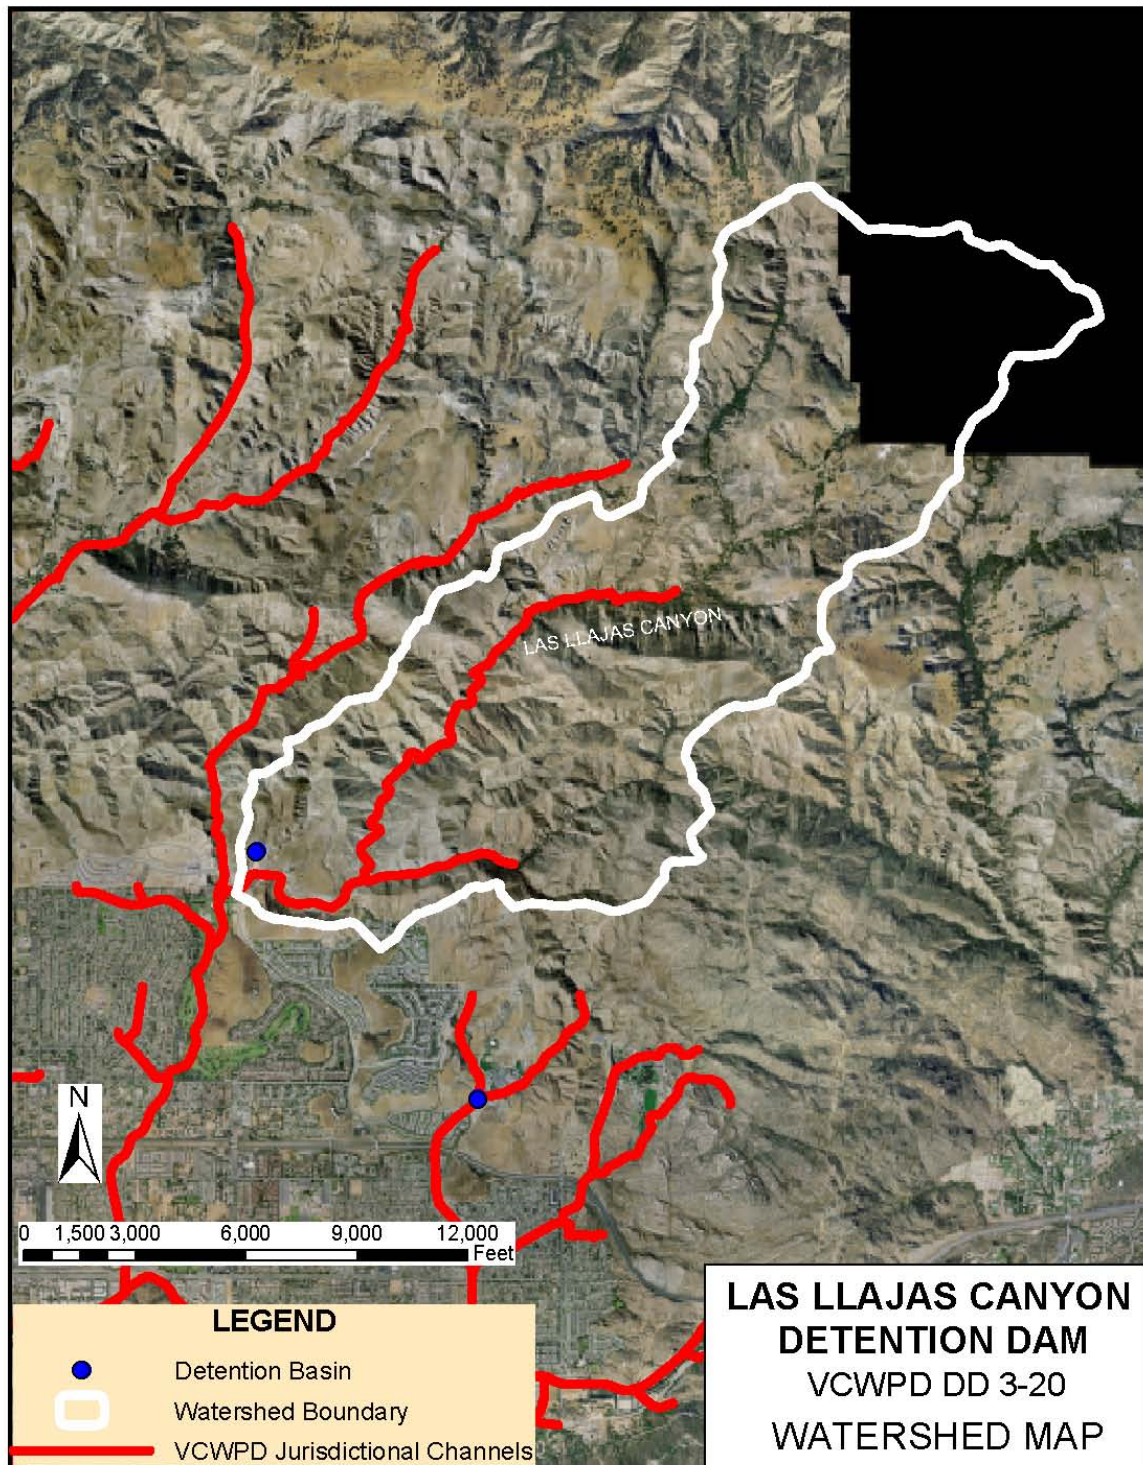 LAS LLAJAS CANYON
N
0 1,500 3,000 6,000 9,000 12,000
Feet
LEGEND
Detention Basin
Watershed Boundary
VCWPD Jurisdictional Channels
LAS LLAJAS CANYON
DETENTION DAM
VCWPD DD 3-20
WATERSHED MAP